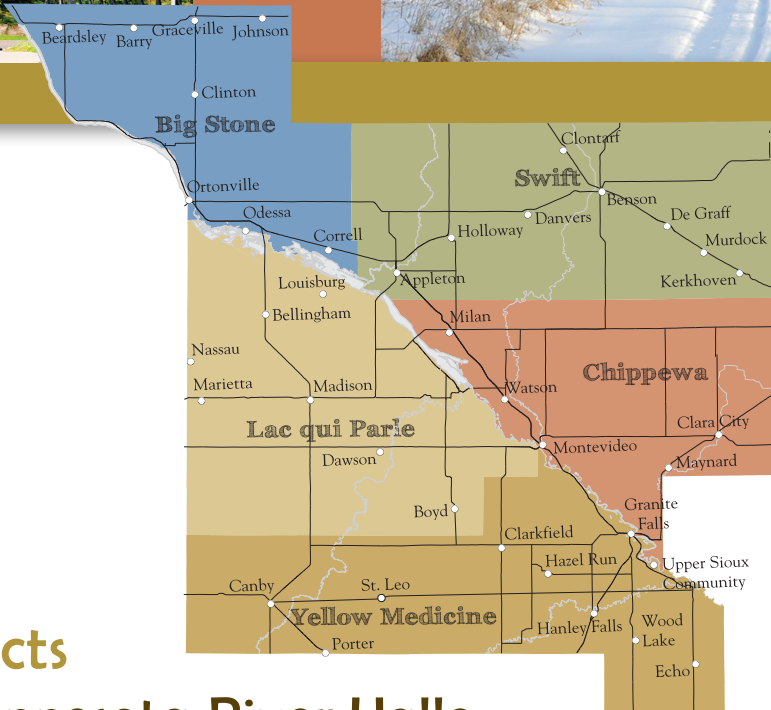 Beardsley
Barry
Graceville
Johnson
Clinton
Big Stone
Clontarf
Swift
Ortonville
Benson
Odessa
Danvers
De Graff
Correll
Holloway
Murdock
Louisburg
Appleton
Kerkhoven
Bellingham
Milan
Nassau
Marietta
Madison
Watson
Chippewa
Lac qui Parle
Clara City
Dawson
Montevideo
Maynard
Boyd
Granite
Falls
Clarkfield
Hazel Run
Upper Sioux
Community
Canby
St. Leo
Yellow Medicine
Hanley Falls
Wood
Lake
Porter
Echo
cts